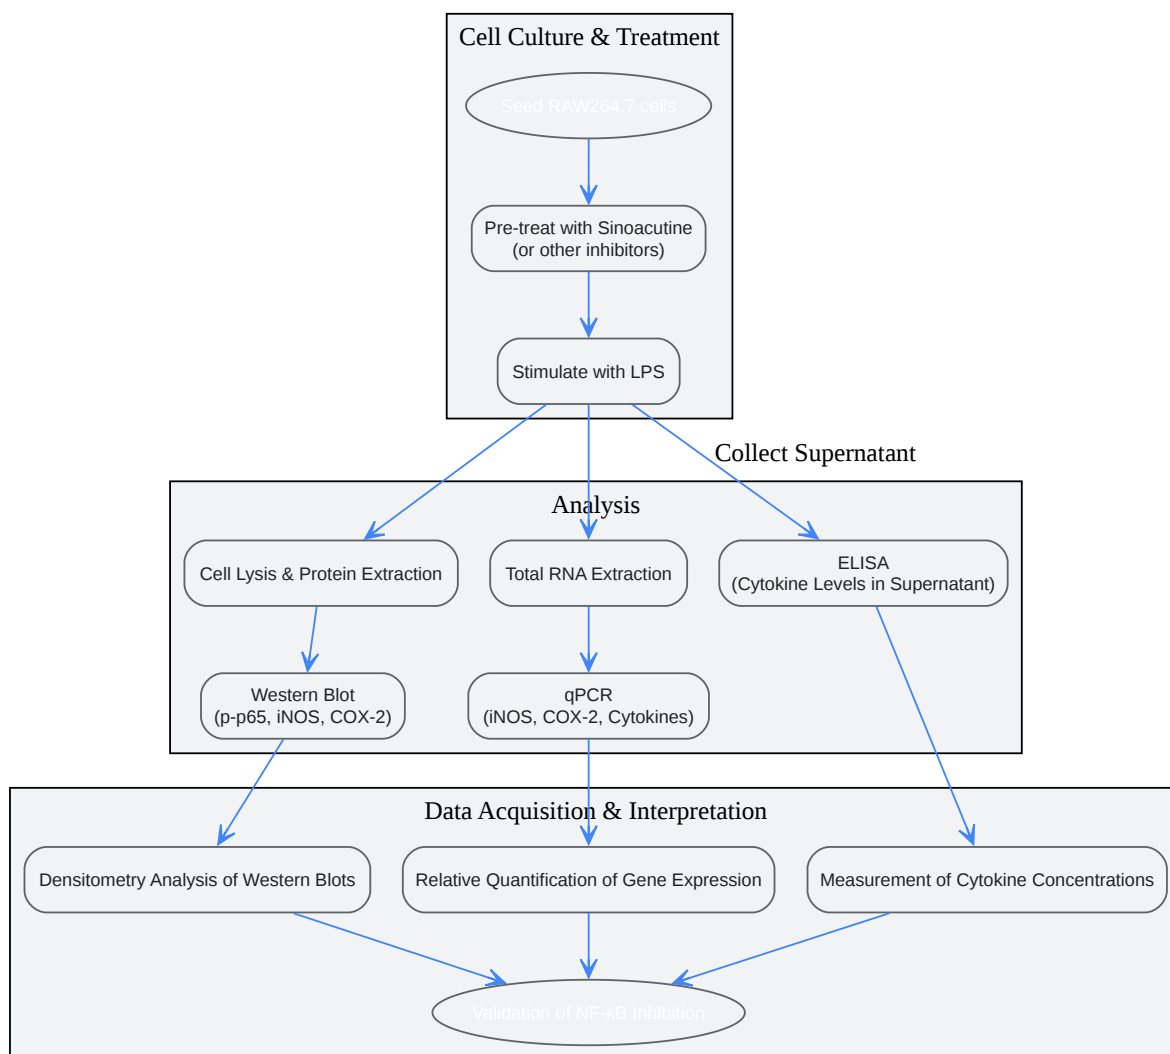 Cell Culture & Treatment
Seed RAW264.7 cells
Pre-treat with Sinoacutine
(or other inhibitors)
Stimulate with LPS
Collect Supernatant
Analysis
Cell Lysis & Protein Extraction
Total RNA Extraction
ELISA
(Cytokine Levels in Supernatant)
Western Blot
(p-p65, iNOS, COX-2)
qPCR
(iNOS, COX-2, Cytokines)
Data Acquisition & Interpretation
Densitometry Analysis of Western Blots
Relative Quantification of Gene Expression
Measurement of Cytokine Concentrations
Validation of NF-κB Inhibition